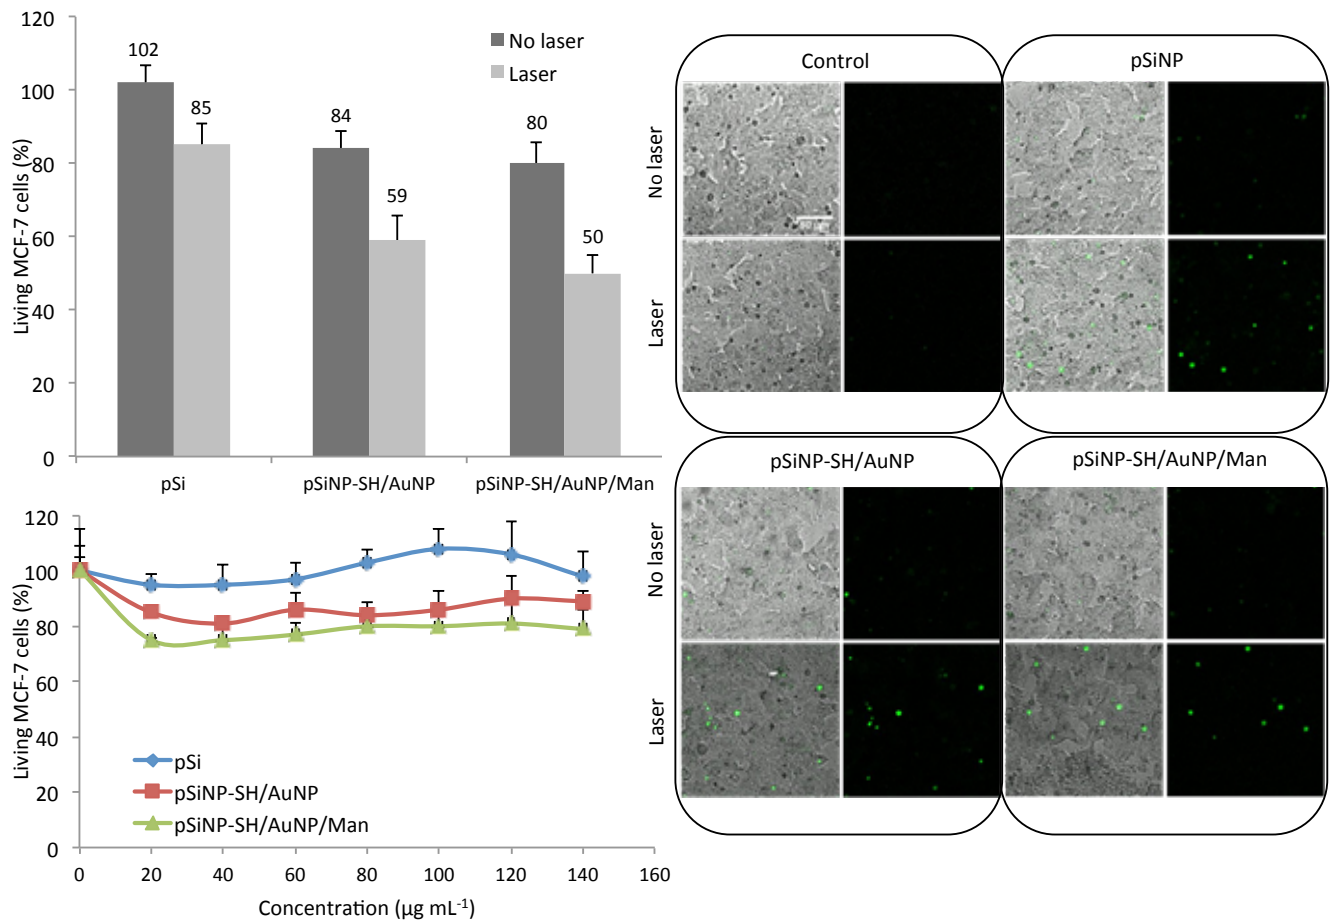 120
100
80
60
40
20
0
Living MCF-7 cells (%)
No laser
Laser
102
85
84
59
80
50
pSi
pSiNP-SH/AuNP
pSiNP-SH/AuNP/Man
120
100
80
60
40
20
0
Living MCF-7 cells (%)
pSi
pSiNP-SH/AuNP
pSiNP-SH/AuNP/Man
0 20 40 60 80 100 120 140 160
Concentration (µg mL⁻¹)
Control
pSiNP
No laser
Laser
pSiNP-SH/AuNP
pSiNP-SH/AuNP/Man
No laser
Laser